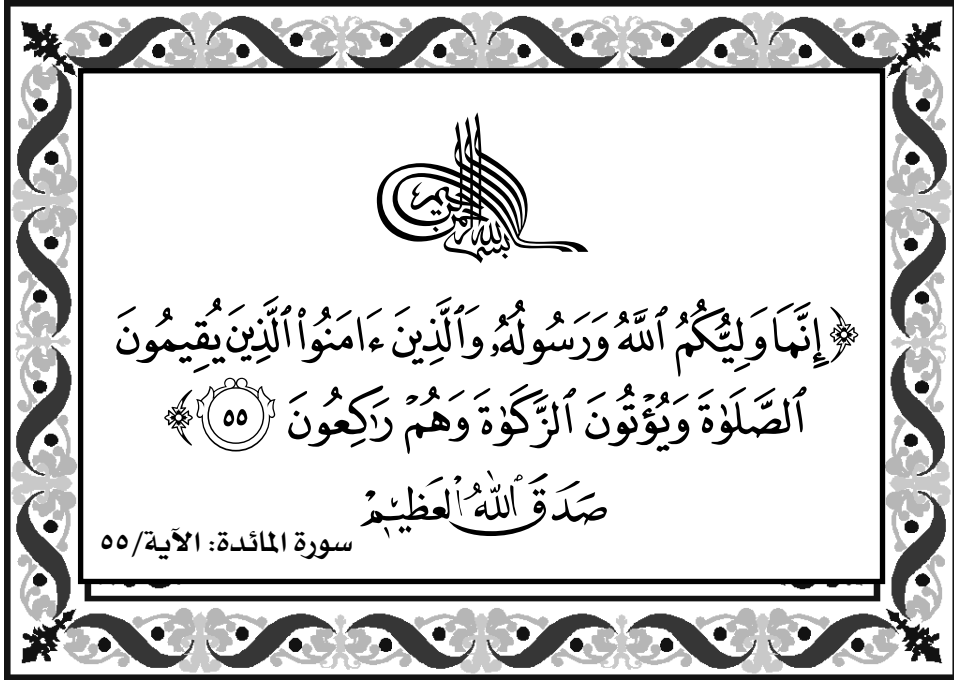 بسم الله الرحمن الرحيم
﴿إِنَّمَا وَلِيُّكُمُ ٱللَّهُ وَرَسُولُهُۥ وَٱلَّذِينَ ءَامَنُوا۟ ٱلَّذِينَ يُقِيمُونَ
ٱلصَّلَوٰةَ وَيُؤْتُونَ ٱلزَّكَوٰةَ وَهُمْ رَٰكِعُونَ ٥٥﴾
صَدَقَ ٱللَّهُ ٱلْعَظِيمْ
سورة المائدة: الآية/٥٥